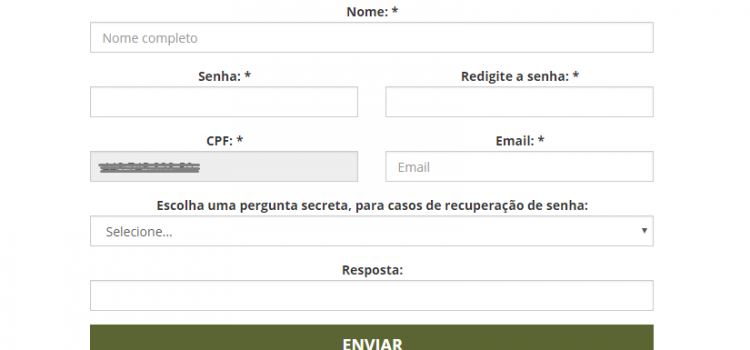 Nome: *
Nome completo
Senha: *
Redigite a senha: *
CPF: *
Email: *
Email
Escolha uma pergunta secreta, para casos de recuperação de senha:
Selecione...
Resposta:
ENVIAR